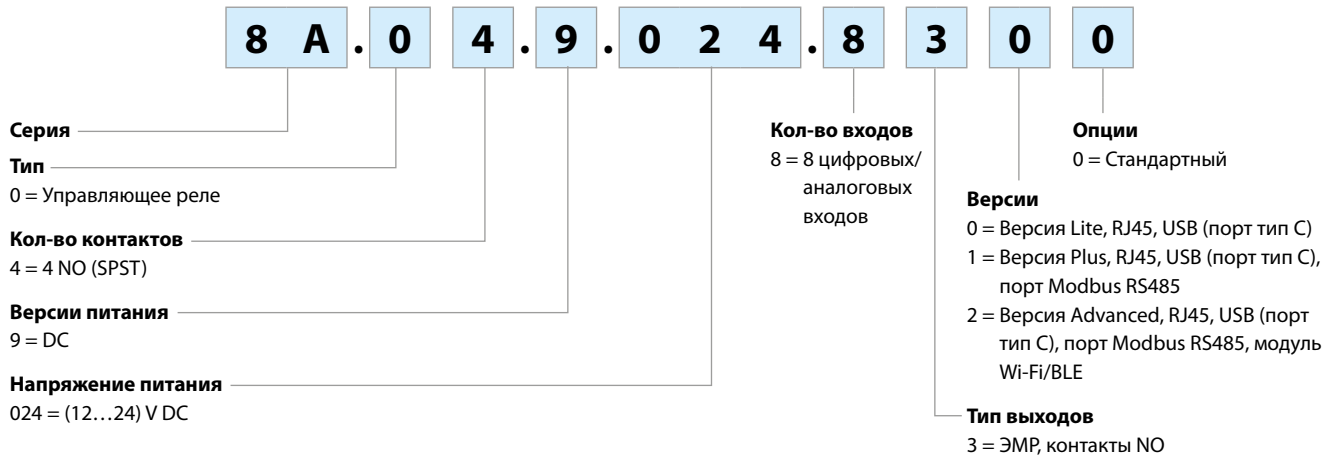 8 A . 0 4 . 9 . 0 2 4 . 8 3 0 0
Серия
Тип
0 = Управляющее реле
Кол-во контактов
4 = 4 NO (SPST)
Версии питания
9 = DC
Напряжение питания
024 = (12…24) V DC
Кол-во входов
8 = 8 цифровых/
аналоговых
входов
Опции
0 = Стандартный
Версии
0 = Версия Lite, RJ45, USB (порт тип C)
1 = Версия Plus, RJ45, USB (порт тип C),
порт Modbus RS485
2 = Версия Advanced, RJ45, USB (порт
тип C), порт Modbus RS485, модуль
Wi-Fi/BLE
Тип выходов
3 = ЭМР, контакты NO